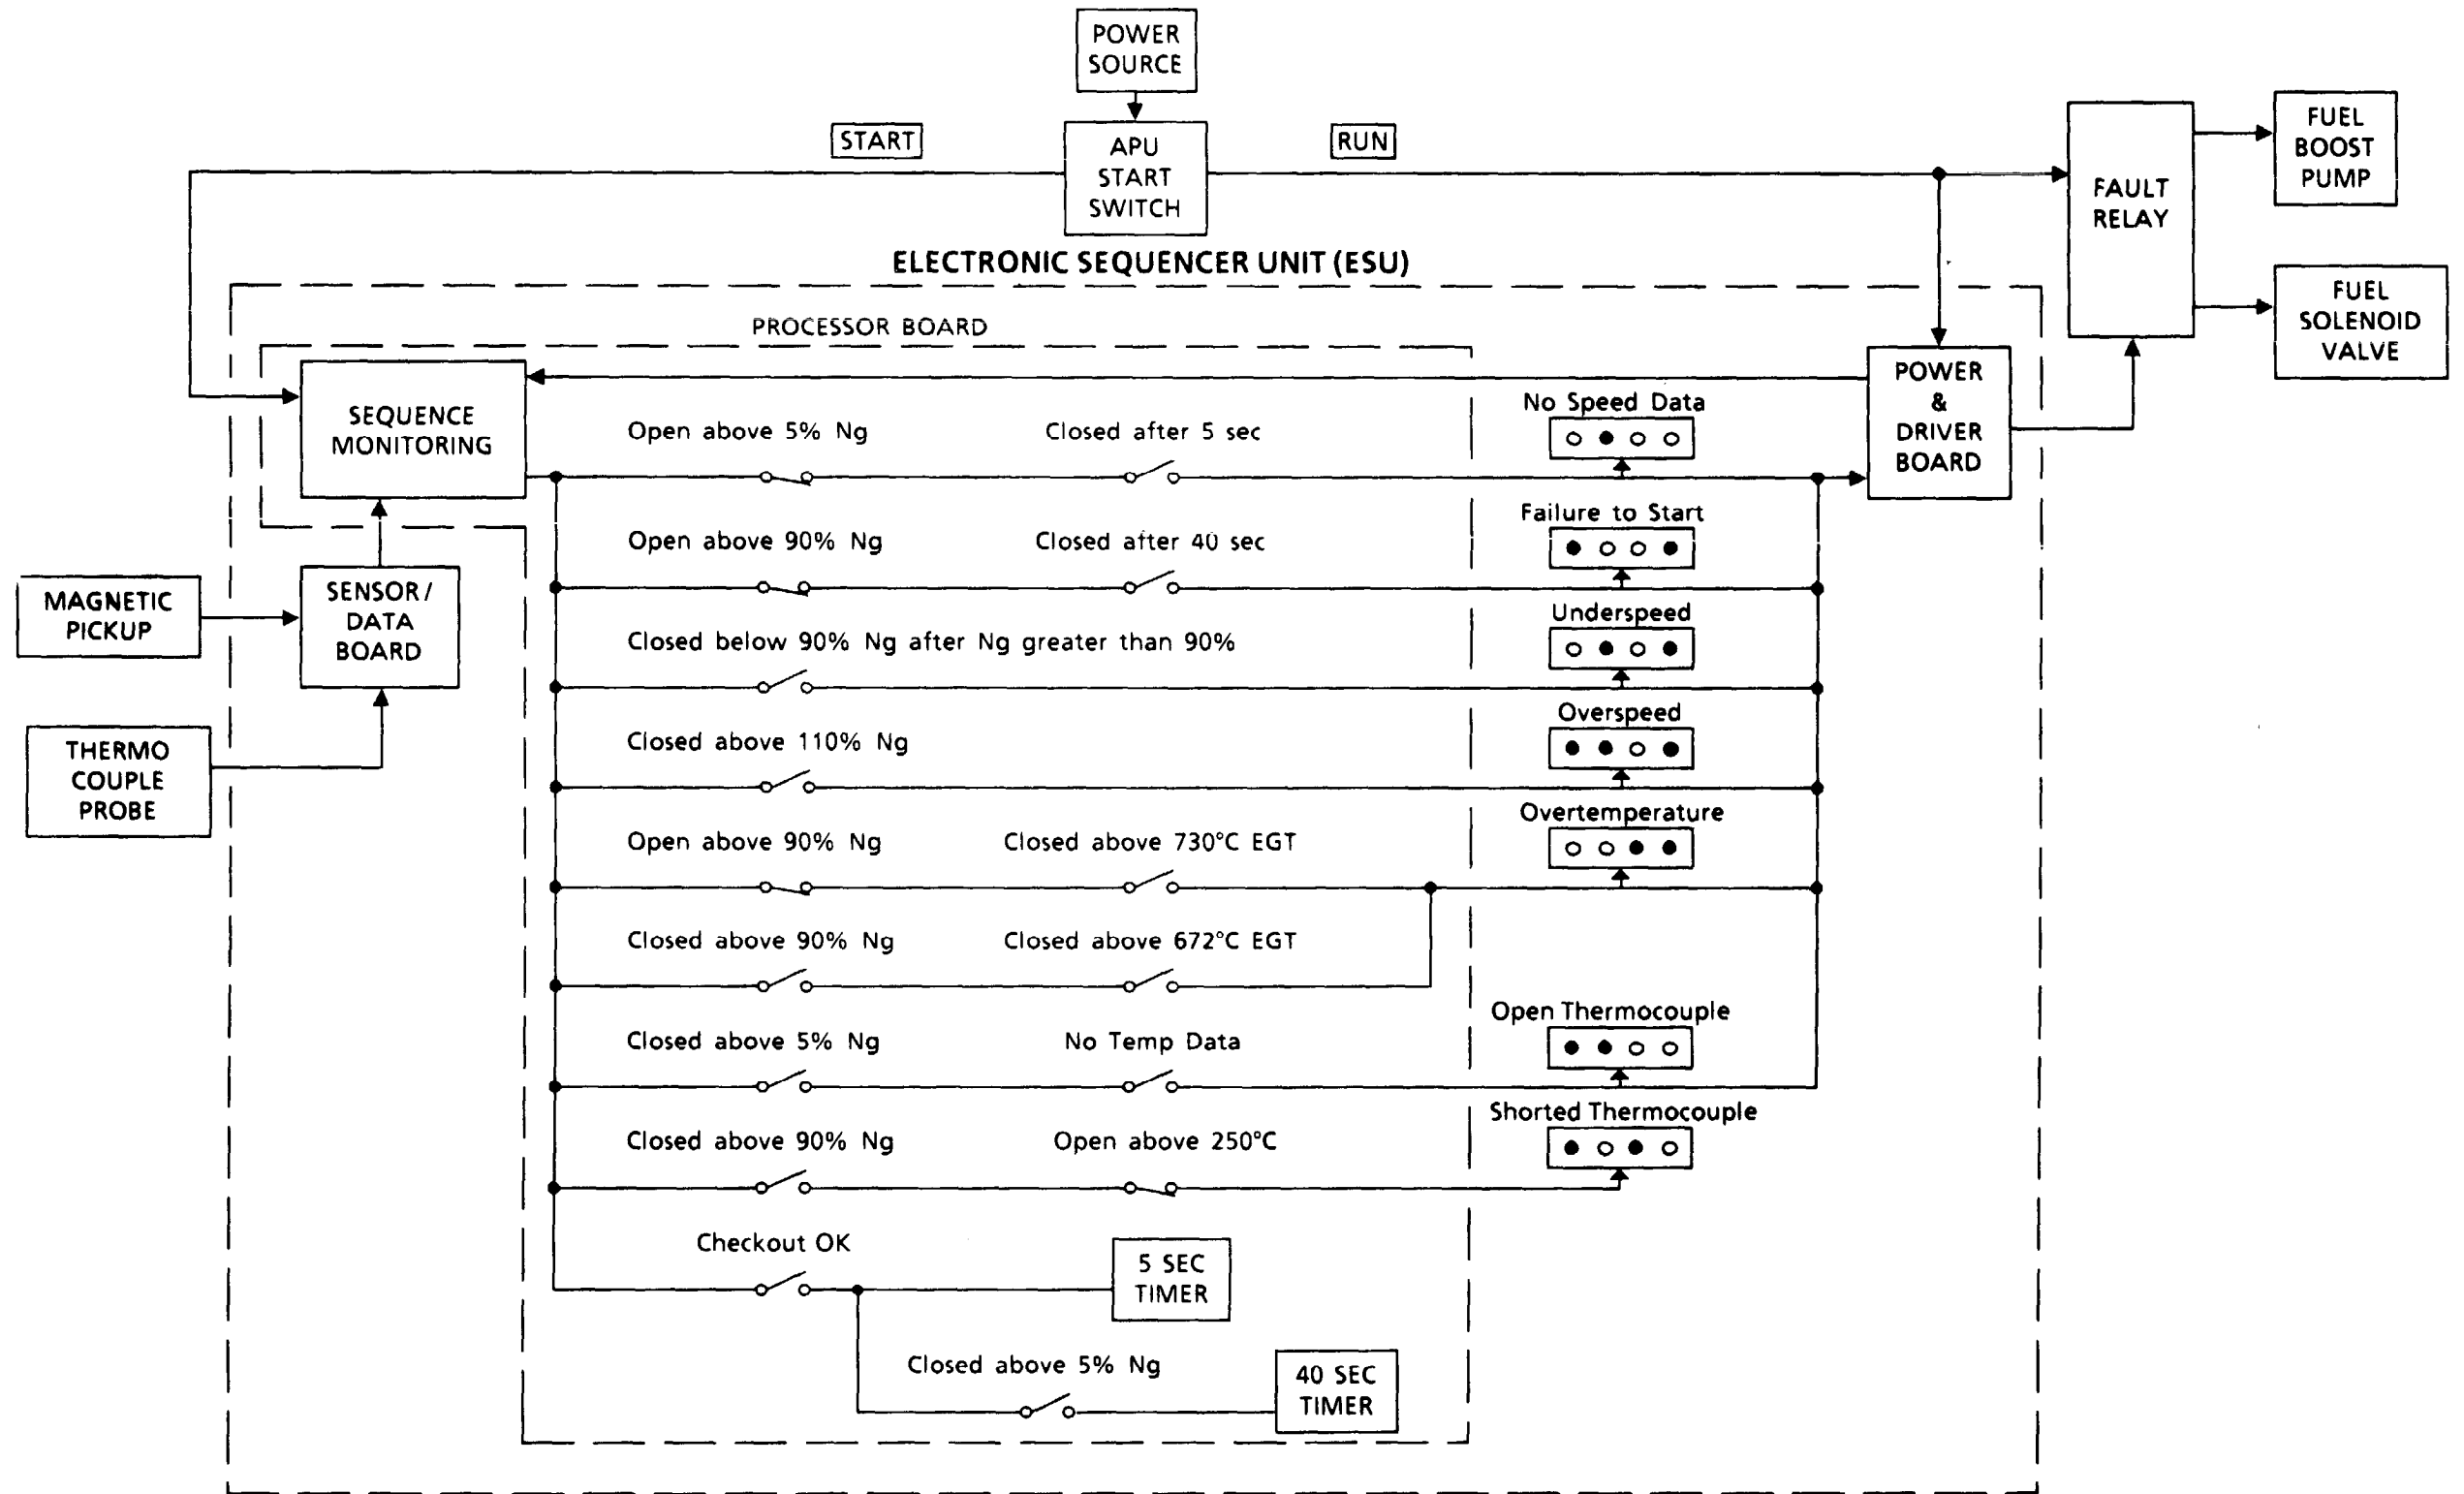 POWER
SOURCE
START
APU
START
SWITCH
RUN
FAULT
RELAY
FUEL
BOOST
PUMP
FUEL
SOLENOID
VALVE
ELECTRONIC SEQUENCER UNIT (ESU)
PROCESSOR BOARD
SEQUENCE
MONITORING
POWER
&
DRIVER
BOARD
Open above 5% Ng
Closed after 5 sec
No Speed Data
Open above 90% Ng
Closed after 40 sec
Failure to Start
MAGNETIC
PICKUP
SENSOR/
DATA
BOARD
Closed below 90% Ng after Ng greater than 90%
Underspeed
THERMO
COUPLE
PROBE
Closed above 110% Ng
Overspeed
Open above 90% Ng
Closed above 730°C EGT
Overtemperature
Closed above 90% Ng
Closed above 672°C EGT
Closed above 5% Ng
No Temp Data
Open Thermocouple
Closed above 90% Ng
Open above 250°C
Shorted Thermocouple
Checkout OK
5 SEC
TIMER
Closed above 5% Ng
40 SEC
TIMER